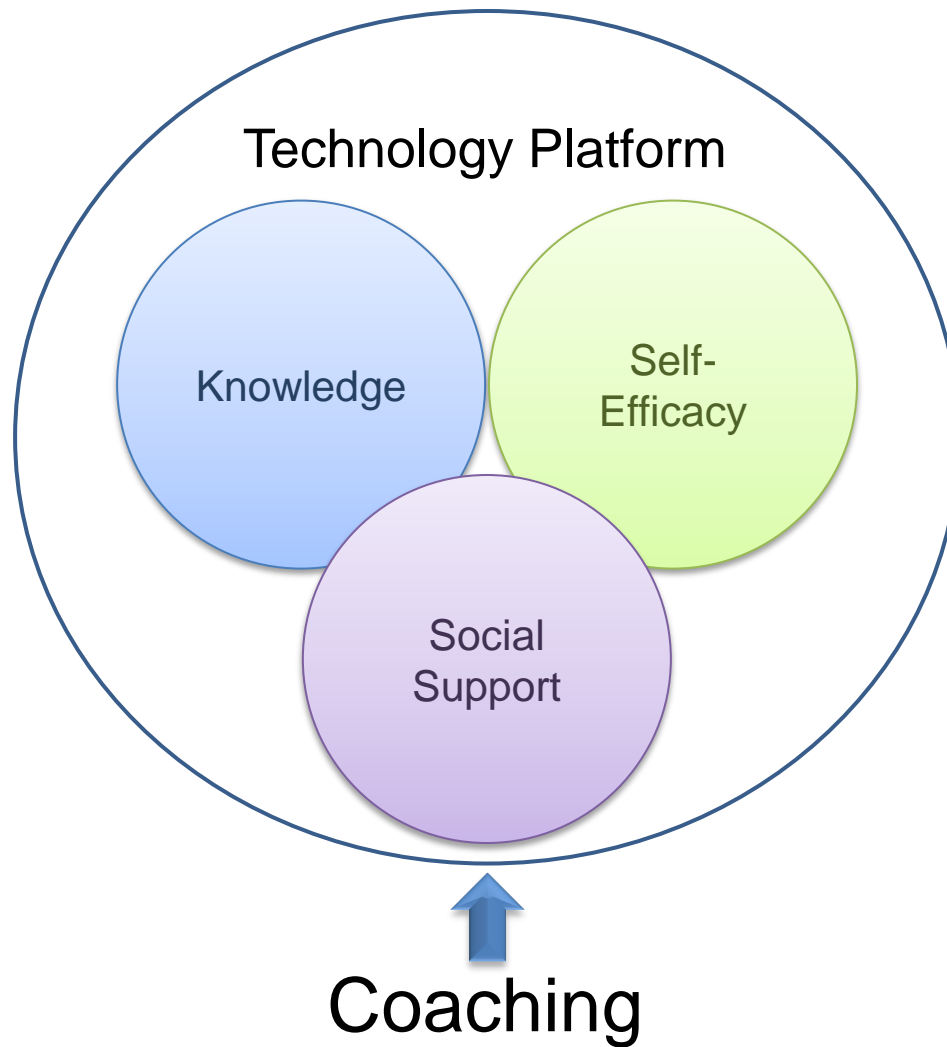 Technology Platform
Knowledge
Self-
Efficacy
Social
Support
Coaching